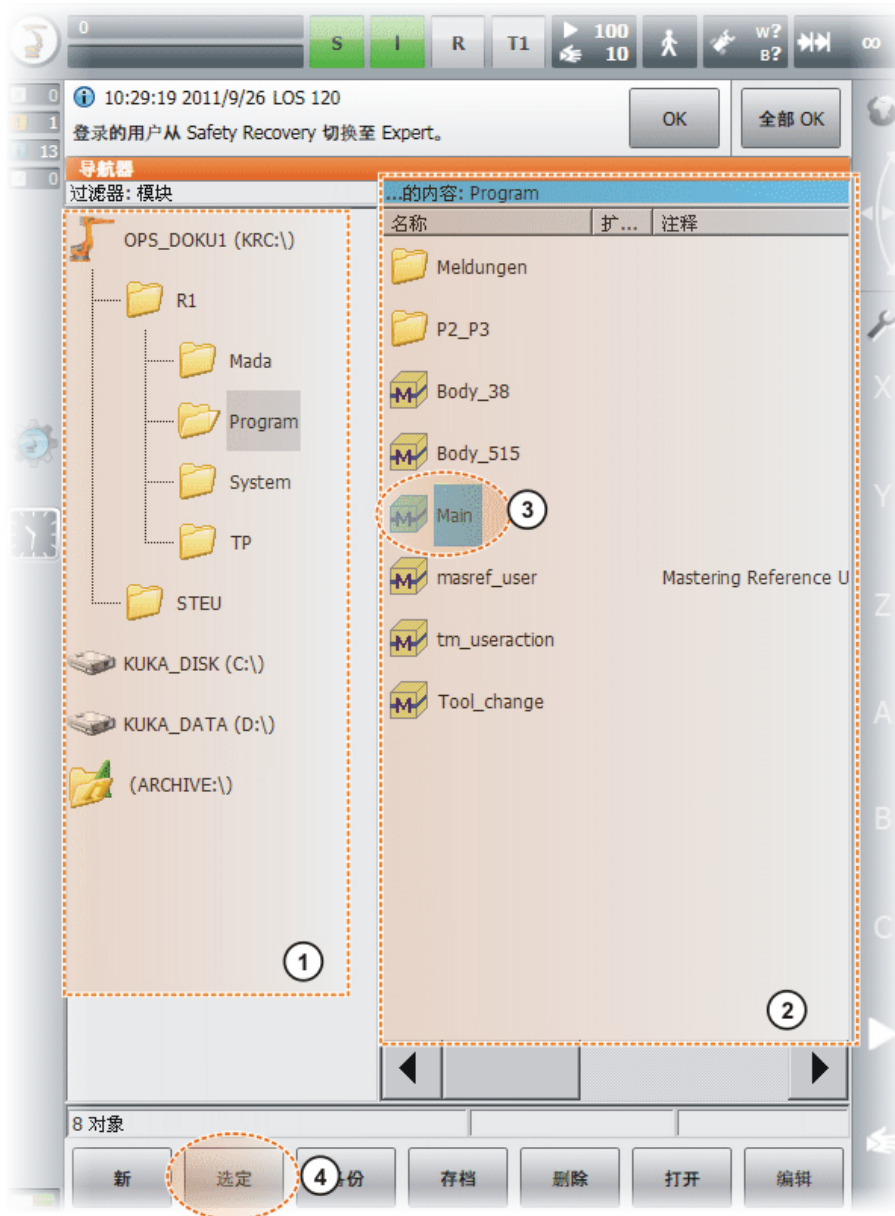 0
S I R T1 100 10 W? B? ∞
0
1
13
0
10:29:19 2011/9/26 LOS 120
登录的用户从 Safety Recovery 切换至 Expert。
OK
全部 OK
导航器
过滤器: 模块
...的内容: Program
名称 扩... 注释
OPS_DOKU1 (KRC:\)
R1
Mada
Program
System
TP
STEU
KUKA_DISK (C:\)
KUKA_DATA (D:\)
(ARCHIVE:\)
1
Meldungen
P2_P3
Body_38
Body_515
Main
3
masref_user Mastering Reference U
tm_useraction
Tool_change
2
X
Y
Z
A
B
C
8 对象
新 选定 4 份 存档 删除 打开 编辑